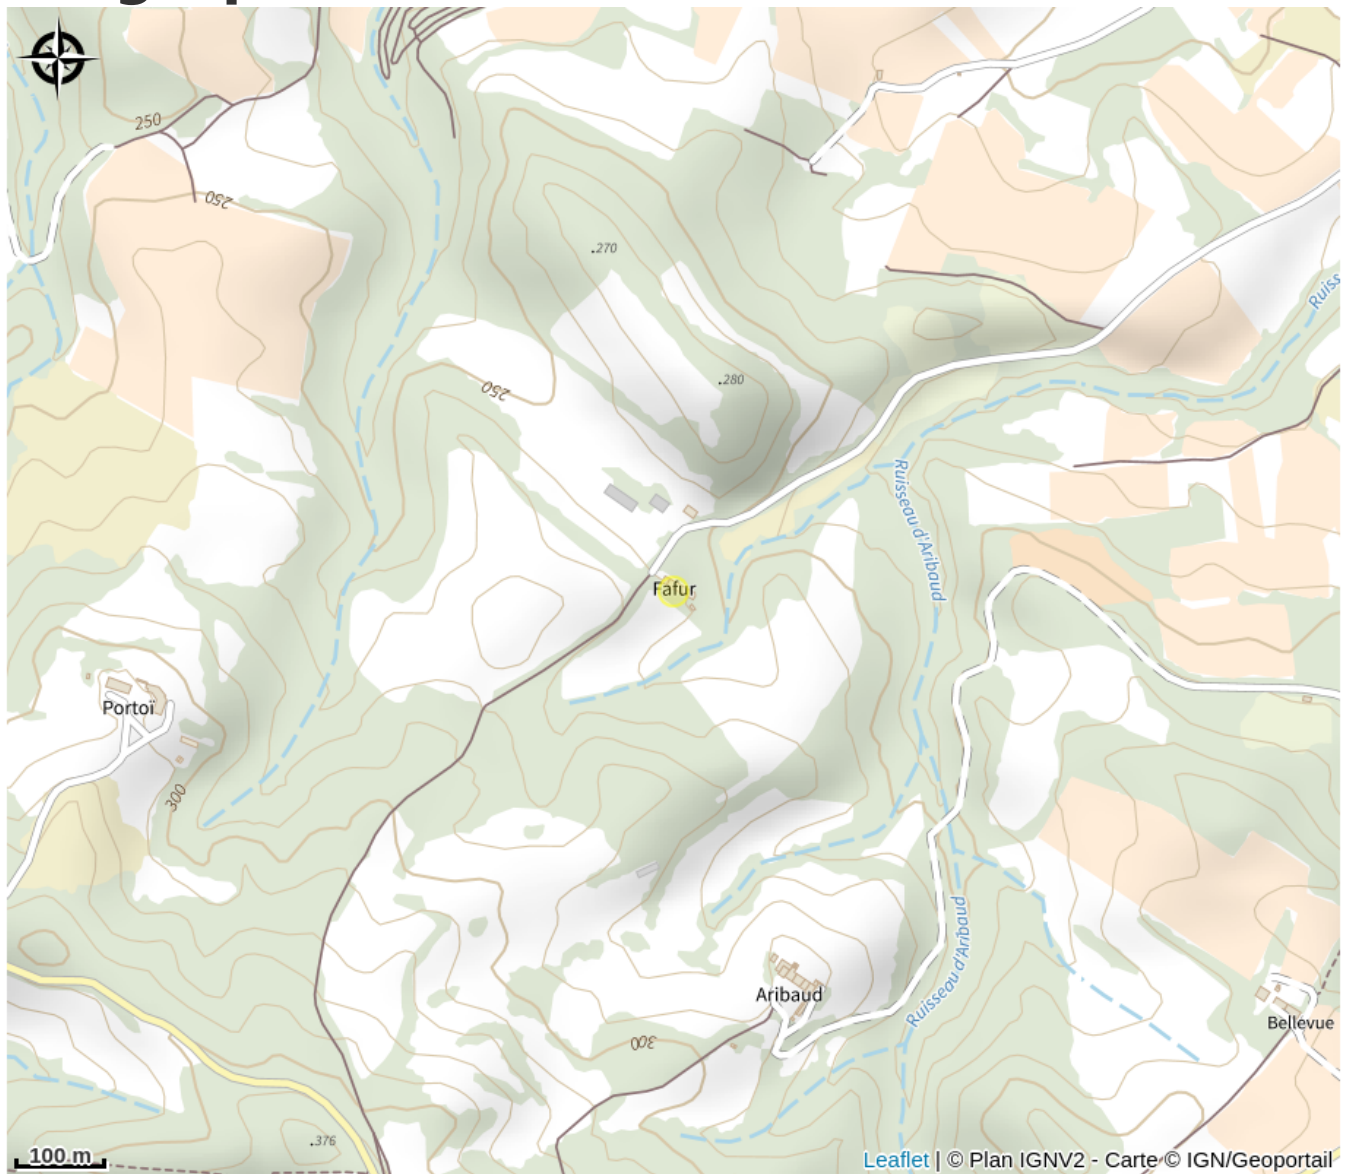 250
250
.270
Ruiss
.280
250
Ruisseau d'Aribaud
Fafur
Portoï
300
Ruisseau d'Aribaud
Aribaud
Bellevue
300
.376
100 m
Leaflet | © Plan IGNV2 - Carte © IGN/Geoportail